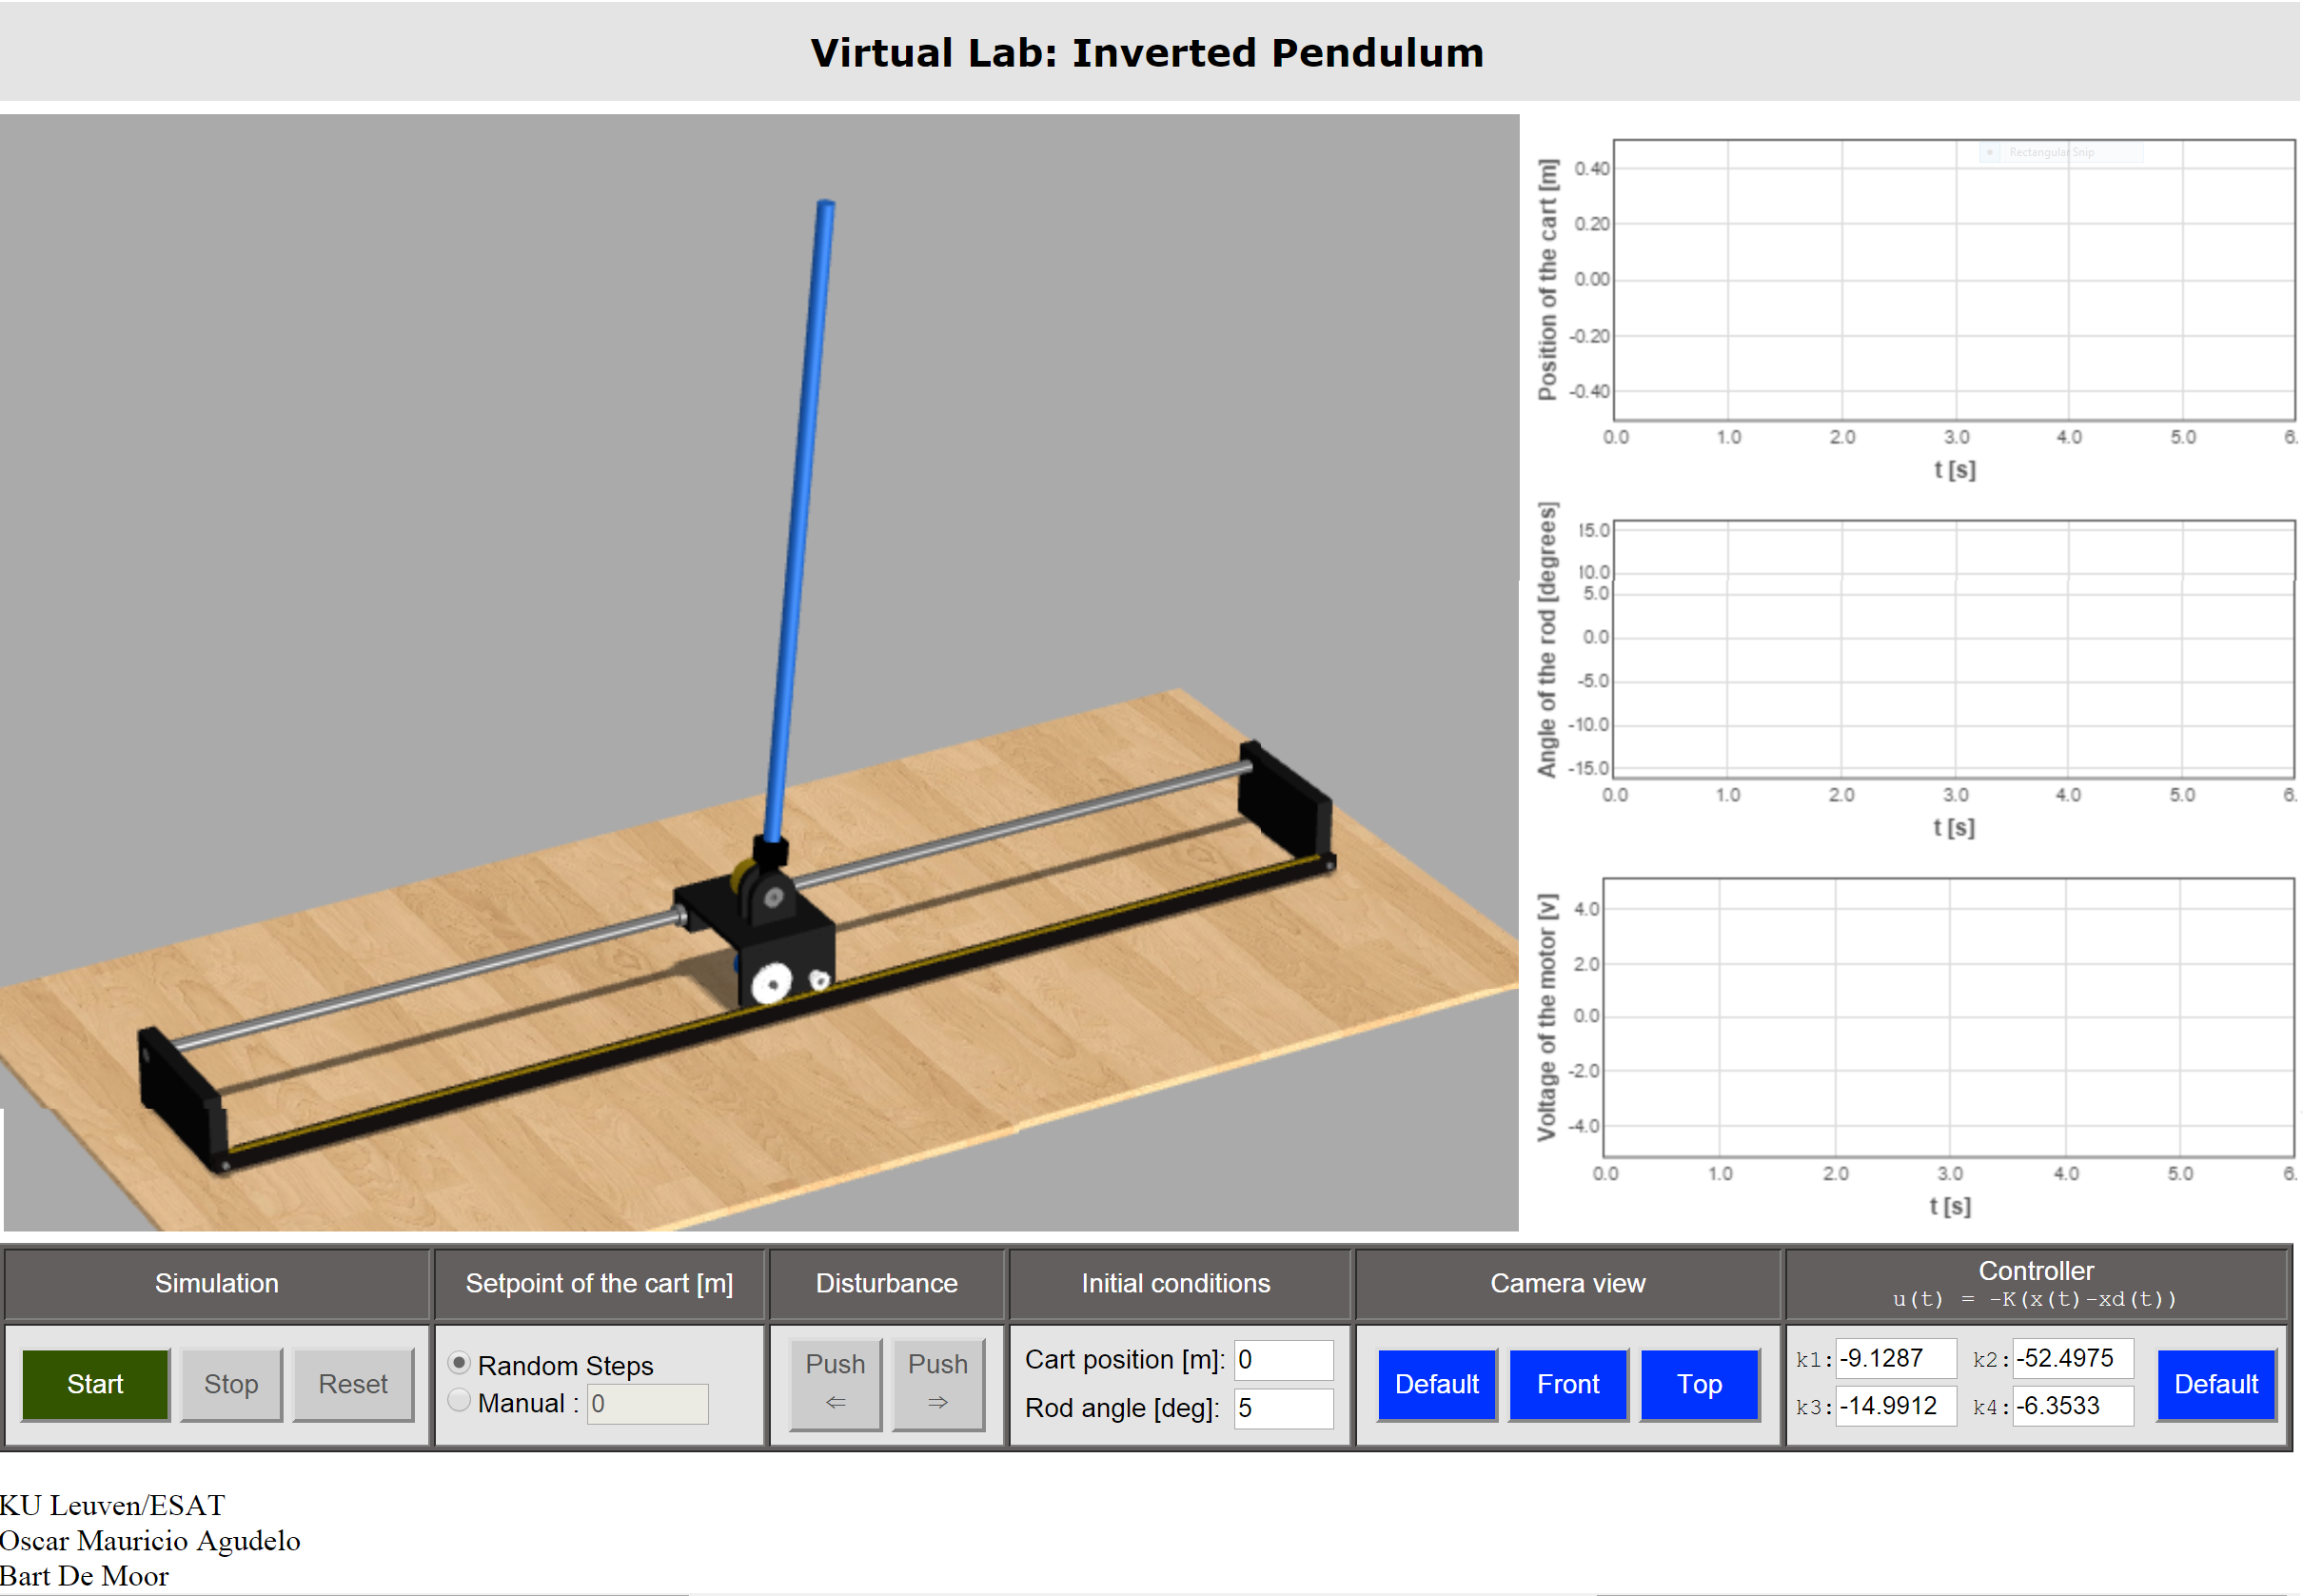 Virtual Lab: Inverted Pendulum
Rectangular Snip
Position of the cart [m]
0.40
0.20
0.00
-0.20
-0.40
0.0 1.0 2.0 3.0 4.0 5.0 6.
t [s]
Angle of the rod [degrees]
15.0
10.0
5.0
0.0
-5.0
-10.0
-15.0
0.0 1.0 2.0 3.0 4.0 5.0 6.
t [s]
Voltage of the motor [v]
4.0
2.0
0.0
-2.0
-4.0
0.0 1.0 2.0 3.0 4.0 5.0 6.
t [s]
Simulation
Start Stop Reset
Setpoint of the cart [m]
Random Steps
Manual : 0
Disturbance
Push ⇐ Push ⇒
Initial conditions
Cart position [m]: 0
Rod angle [deg]: 5
Camera view
Default Front Top
Controller
u(t) = -K(x(t)-xd(t))
k1: -9.1287 k2: -52.4975
k3: -14.9912 k4: -6.3533
Default
KU Leuven/ESAT
Oscar Mauricio Agudelo
Bart De Moor